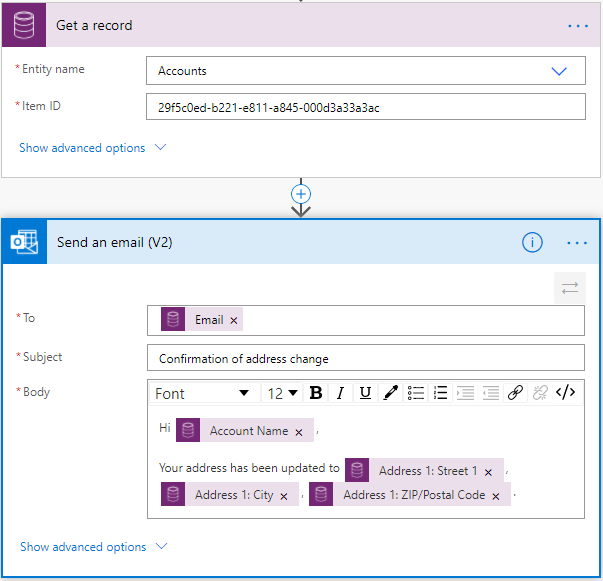 Get a record
* Entity name Accounts
* Item ID 29f5c0ed-b221-e811-a845-000d3a33a3ac
Show advanced options
Send an email (V2)
* To Email ×
* Subject Confirmation of address change
* Body Font 12 B I U </>
Hi Account Name × ,
Your address has been updated to Address 1: Street 1 × ,
Address 1: City × , Address 1: ZIP/Postal Code × .
Show advanced options